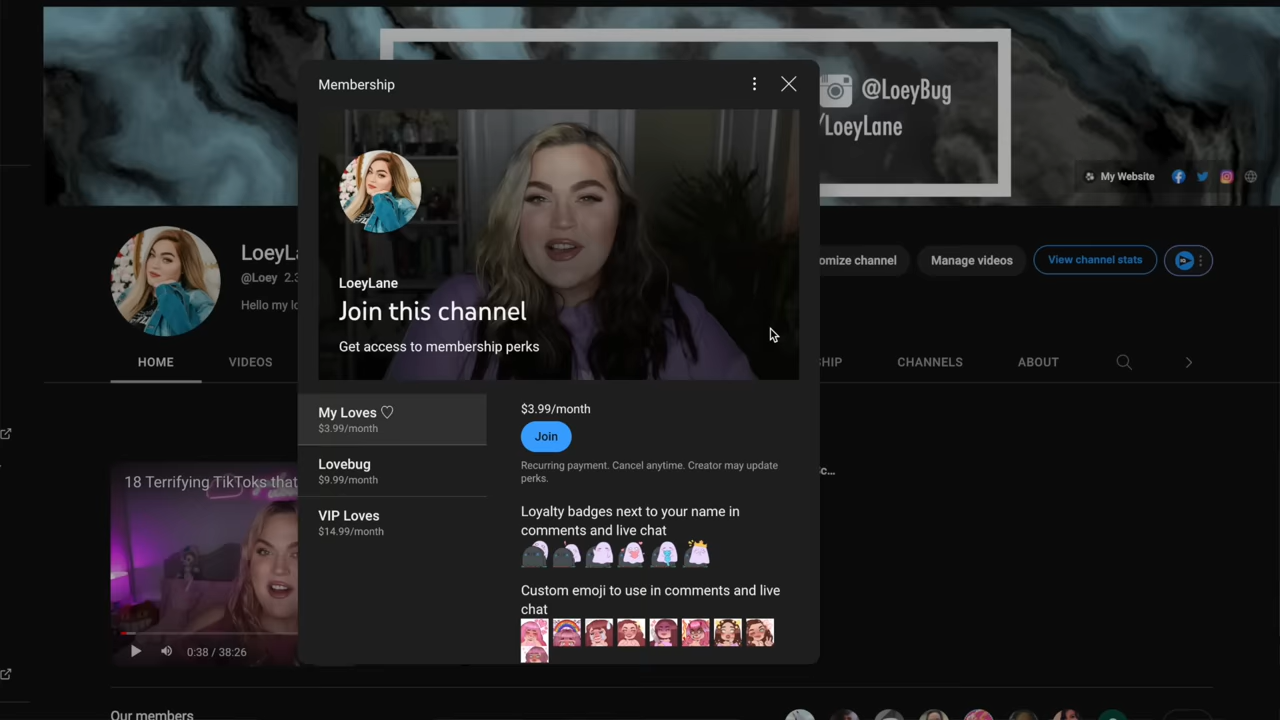 @LoeyBug
/LoeyLane
My Website
Membership
LoeyLane
Join this channel
Get access to membership perks
LoeyLa
@Loey 2.3
Hello my lo
omize channel
Manage videos
View channel stats
HOME
VIDEOS
SHIP
CHANNELS
ABOUT
My Loves ♡
$3.99/month
Lovebug
$9.99/month
VIP Loves
$14.99/month
$3.99/month
Join
Recurring payment. Cancel anytime. Creator may update
perks.
Loyalty badges next to your name in
comments and live chat
Custom emoji to use in comments and live
chat
18 Terrifying TikToks that
0:38 / 38:26
Our members